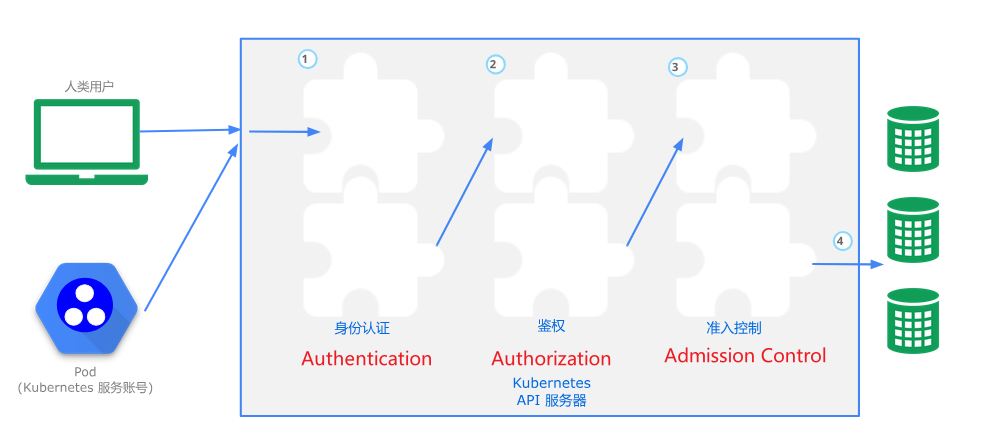 人类用户
Pod
(Kubernetes 服务账号)
1
2
3
4
身份认证
Authentication
鉴权
Authorization
准入控制
Admission Control
Kubernetes
API 服务器